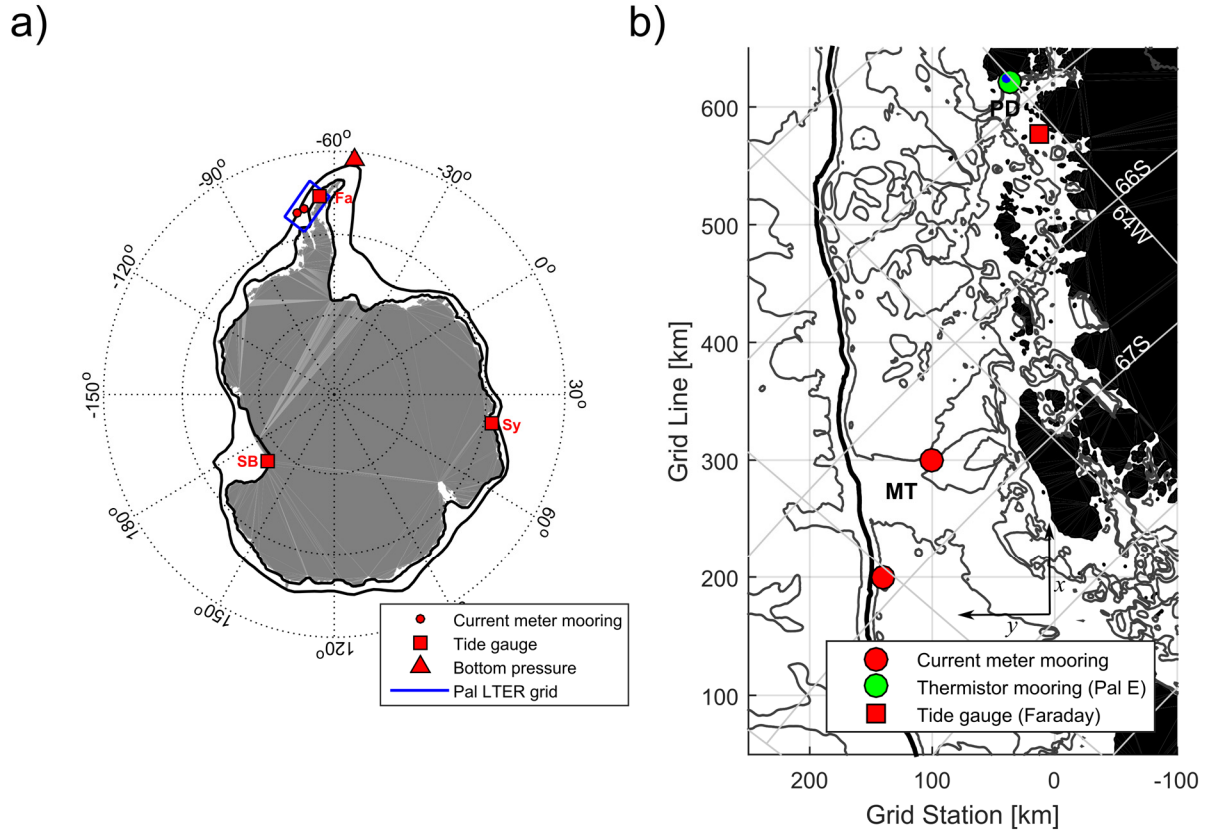 a)
-60°
-90°
-30°
Fa
-120°
0°
-150°
30°
Sy
SB
180°
60°
150°
120°
Current meter mooring
Tide gauge
Bottom pressure
Pal LTER grid
b)
600
500
400
300
200
100
Grid Line [km]
PD
66S
64W
67S
MT
x
y
Current meter mooring
Thermistor mooring (Pal E)
Tide gauge (Faraday)
200
100
0
-100
Grid Station [km]